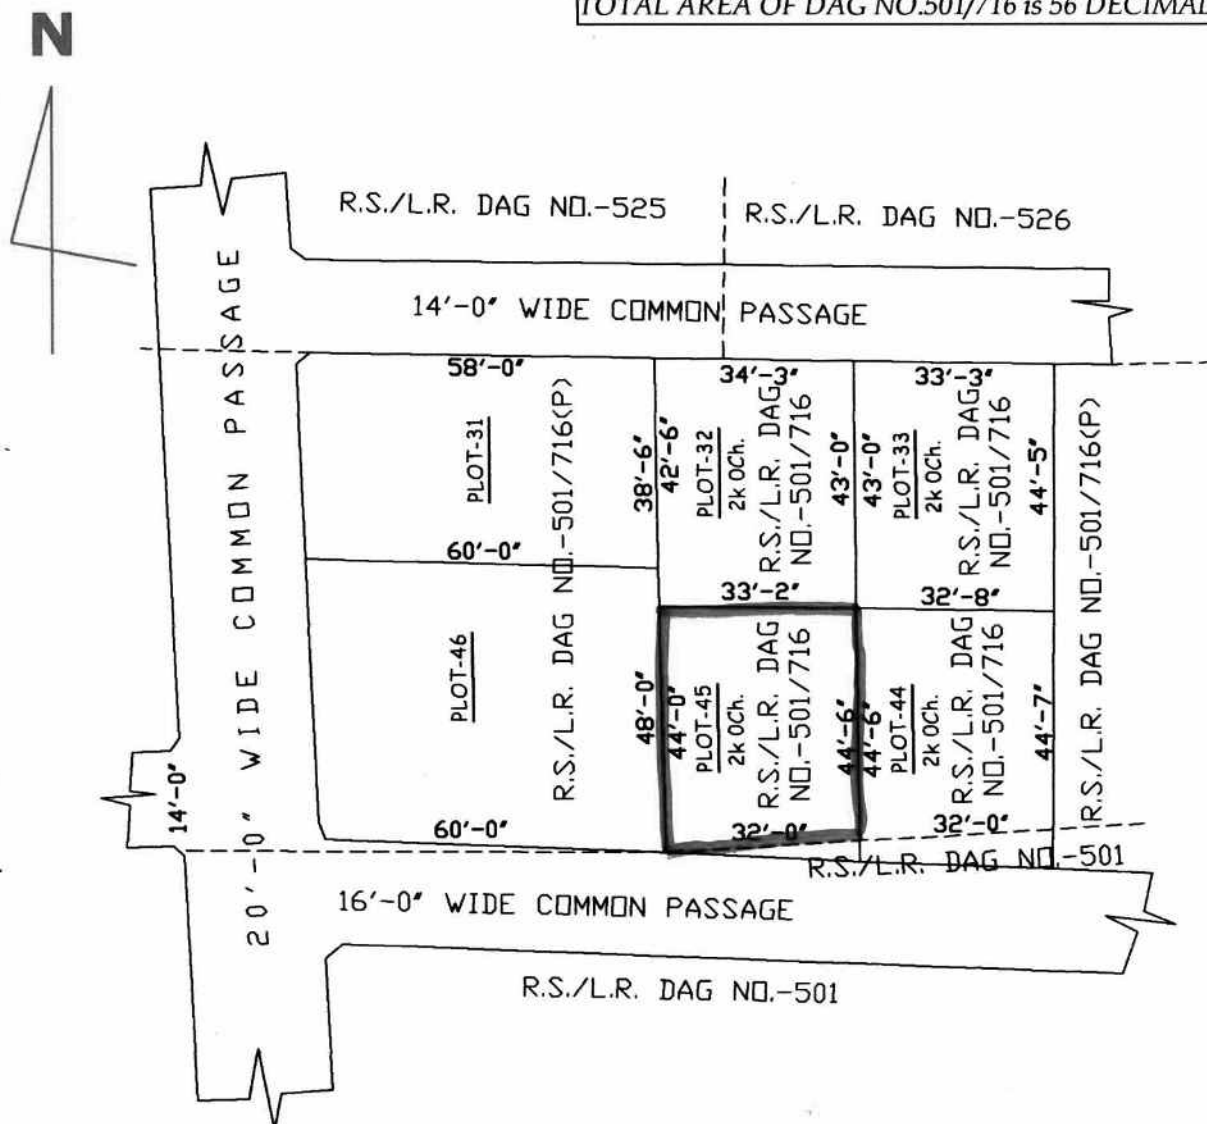 TOTAL AREA OF DAG NO.501/716 is 56 DECIMAL
N
R.S./L.R. DAG NO.-525
R.S./L.R. DAG NO.-526
14'-0" WIDE COMMON PASSAGE
20'-0" WIDE COMMON PASSAGE
58'-0"
34'-3"
33'-3"
PLOT-31
R.S./L.R. DAG NO.-501/716(P)
38'-6"
42'-6"
PLOT-32
2k 0Ch.
R.S./L.R. DAG
NO.-501/716
43'-0"
43'-0"
PLOT-33
2k 0Ch.
R.S./L.R. DAG
NO.-501/716
44'-5"
R.S./L.R. DAG NO.-501/716(P)
60'-0"
33'-2"
32'-8"
PLOT-46
48'-0"
44'-0"
PLOT-45
2k 0Ch.
R.S./L.R. DAG
NO.-501/716
44'-6"
44'-6"
PLOT-44
2k 0Ch.
R.S./L.R. DAG
NO.-501/716
44'-7"
14'-0"
60'-0"
32'-0"
32'-0"
R.S./L.R. DAG NO.-501
16'-0" WIDE COMMON PASSAGE
R.S./L.R. DAG NO.-501